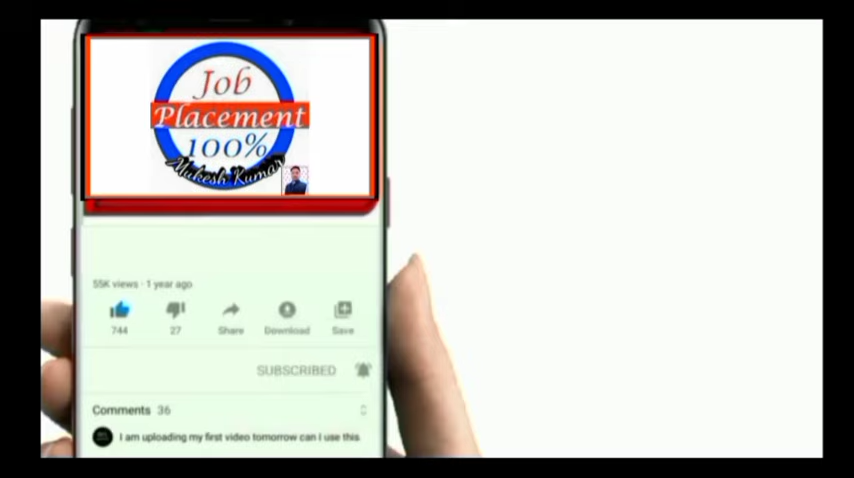 Job
Placement
100%
Mukesh Kumar
55K views · 1 year ago
744
27
Share
Download
Save
SUBSCRIBED
Comments 36
I am uploading my first video tomorrow can I use this.